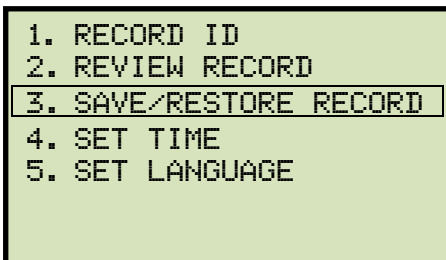 1. RECORD ID
2. REVIEW RECORD
3. SAVE/RESTORE RECORD
4. SET TIME
5. SET LANGUAGE